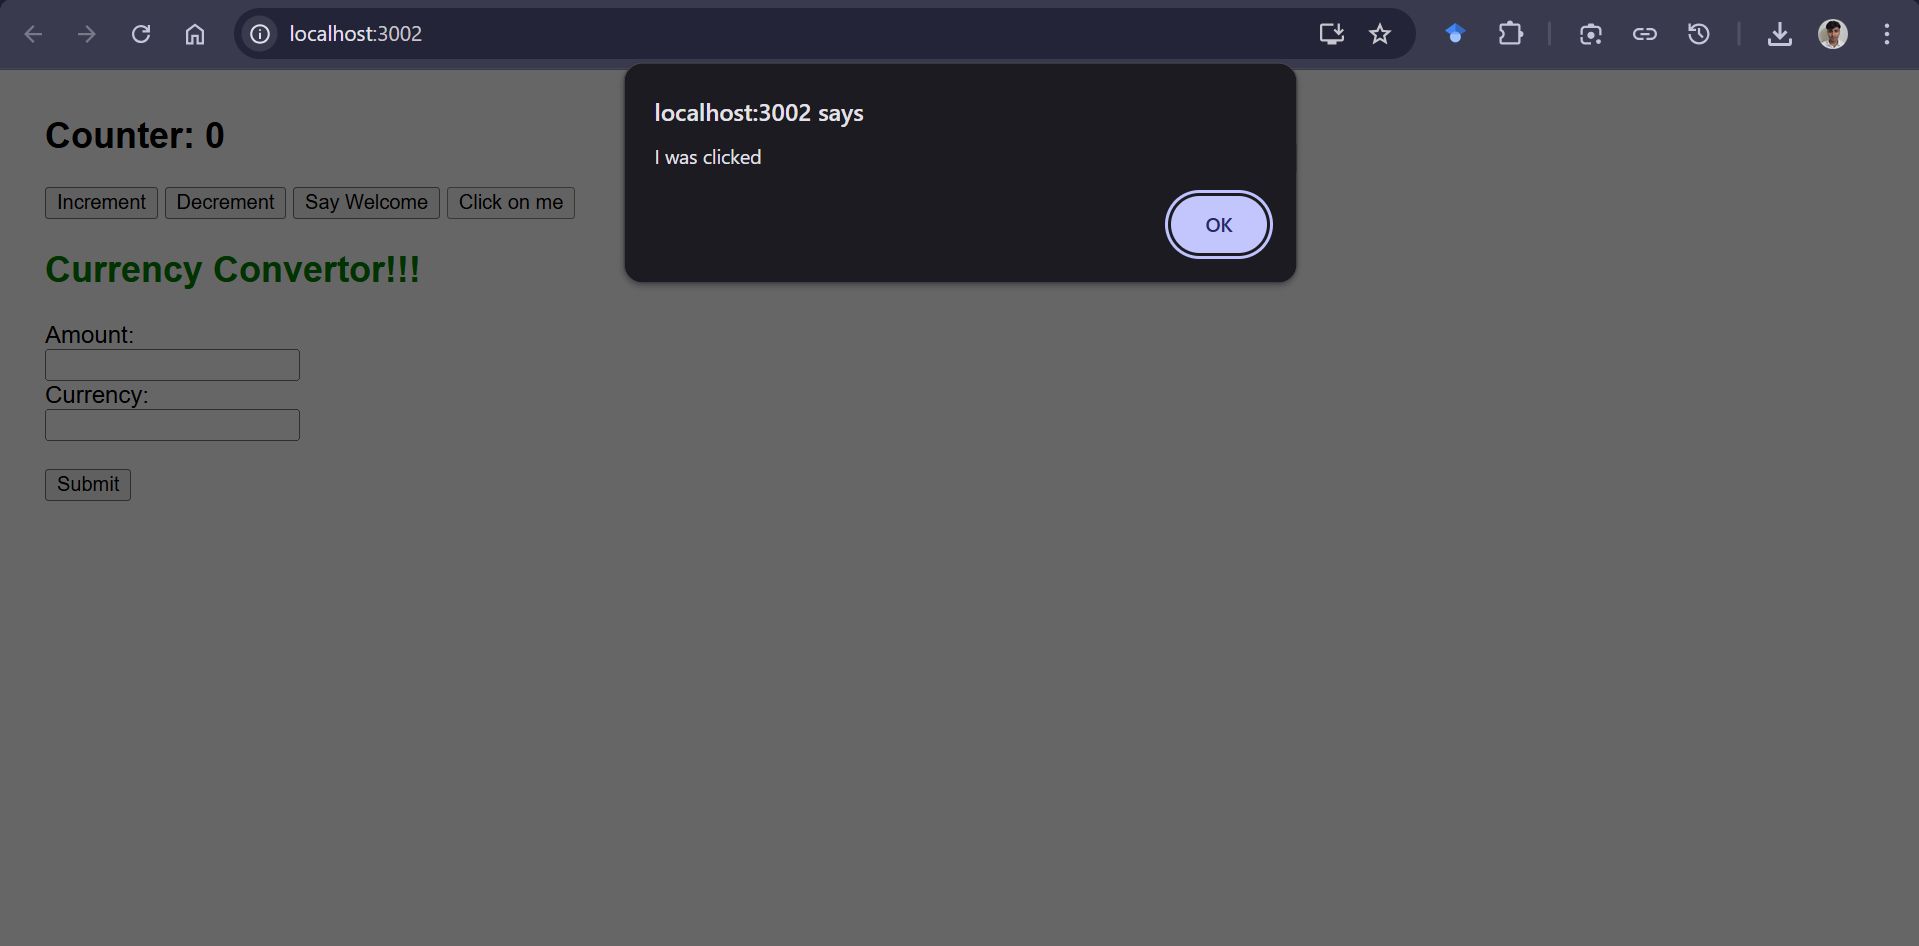 localhost:3002
localhost:3002 says
I was clicked
OK
Counter: 0
Increment Decrement Say Welcome Click on me
Currency Convertor!!!
Amount:
Currency:
Submit